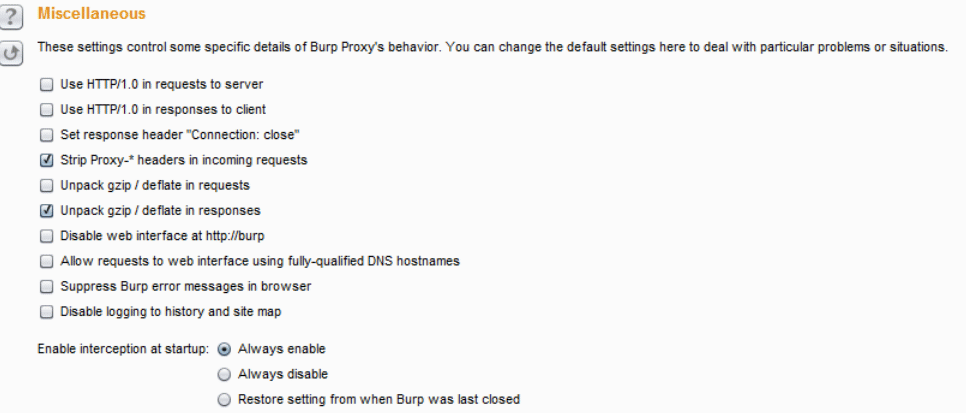 Miscellaneous
These settings control some specific details of Burp Proxy's behavior. You can change the default settings here to deal with particular problems or situations.
Use HTTP/1.0 in requests to server
Use HTTP/1.0 in responses to client
Set response header "Connection: close"
Strip Proxy-* headers in incoming requests
Unpack gzip / deflate in requests
Unpack gzip / deflate in responses
Disable web interface at http://burp
Allow requests to web interface using fully-qualified DNS hostnames
Suppress Burp error messages in browser
Disable logging to history and site map
Enable interception at startup: Always enable
Always disable
Restore setting from when Burp was last closed